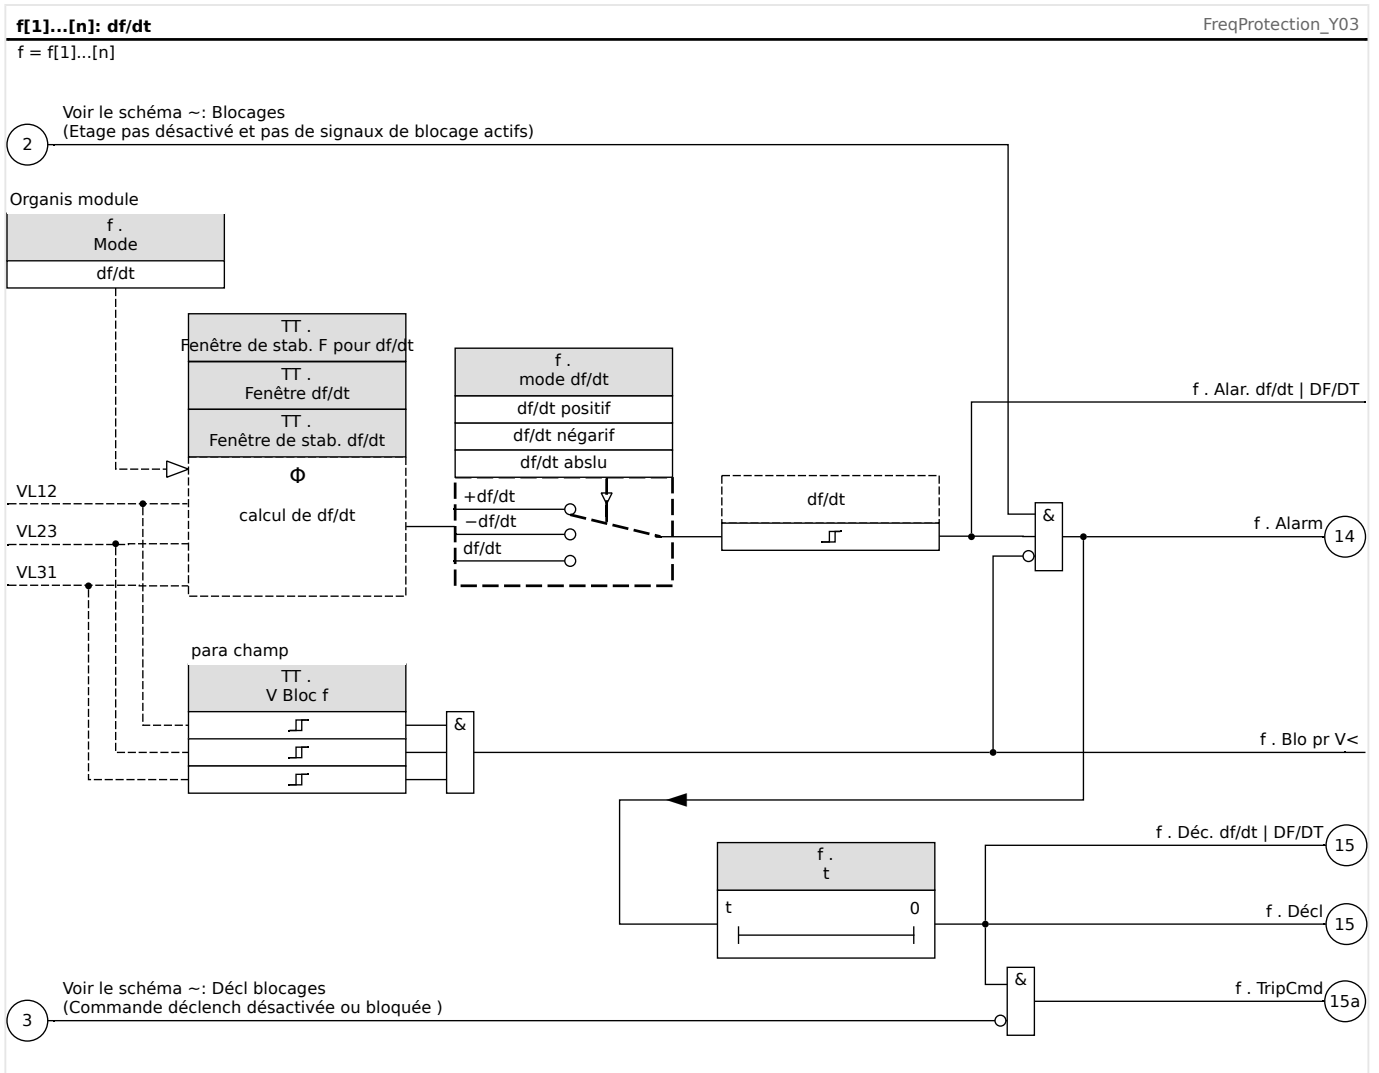 f[1]...[n]: df/dt
FreqProtection_Y03
f = f[1]...[n]
Voir le schéma ~: Blocages
(Etage pas désactivé et pas de signaux de blocage actifs)
2
Organis module
f .
Mode
df/dt
TT .
Fenêtre de stab. F pour df/dt
TT .
Fenêtre df/dt
TT .
Fenêtre de stab. df/dt
Φ
calcul de df/dt
VL12
VL23
VL31
f .
mode df/dt
df/dt positif
df/dt négarif
df/dt abslu
+df/dt
−df/dt
df/dt
df/dt
f . Alar. df/dt | DF/DT
&
f . Alarm
14
para champ
TT .
V Bloc f
&
f . Blo pr V<
f .
t
t
0
f . Déc. df/dt | DF/DT
15
f . Décl
15
&
f . TripCmd
15a
Voir le schéma ~: Décl blocages
(Commande déclench désactivée ou bloquée )
3